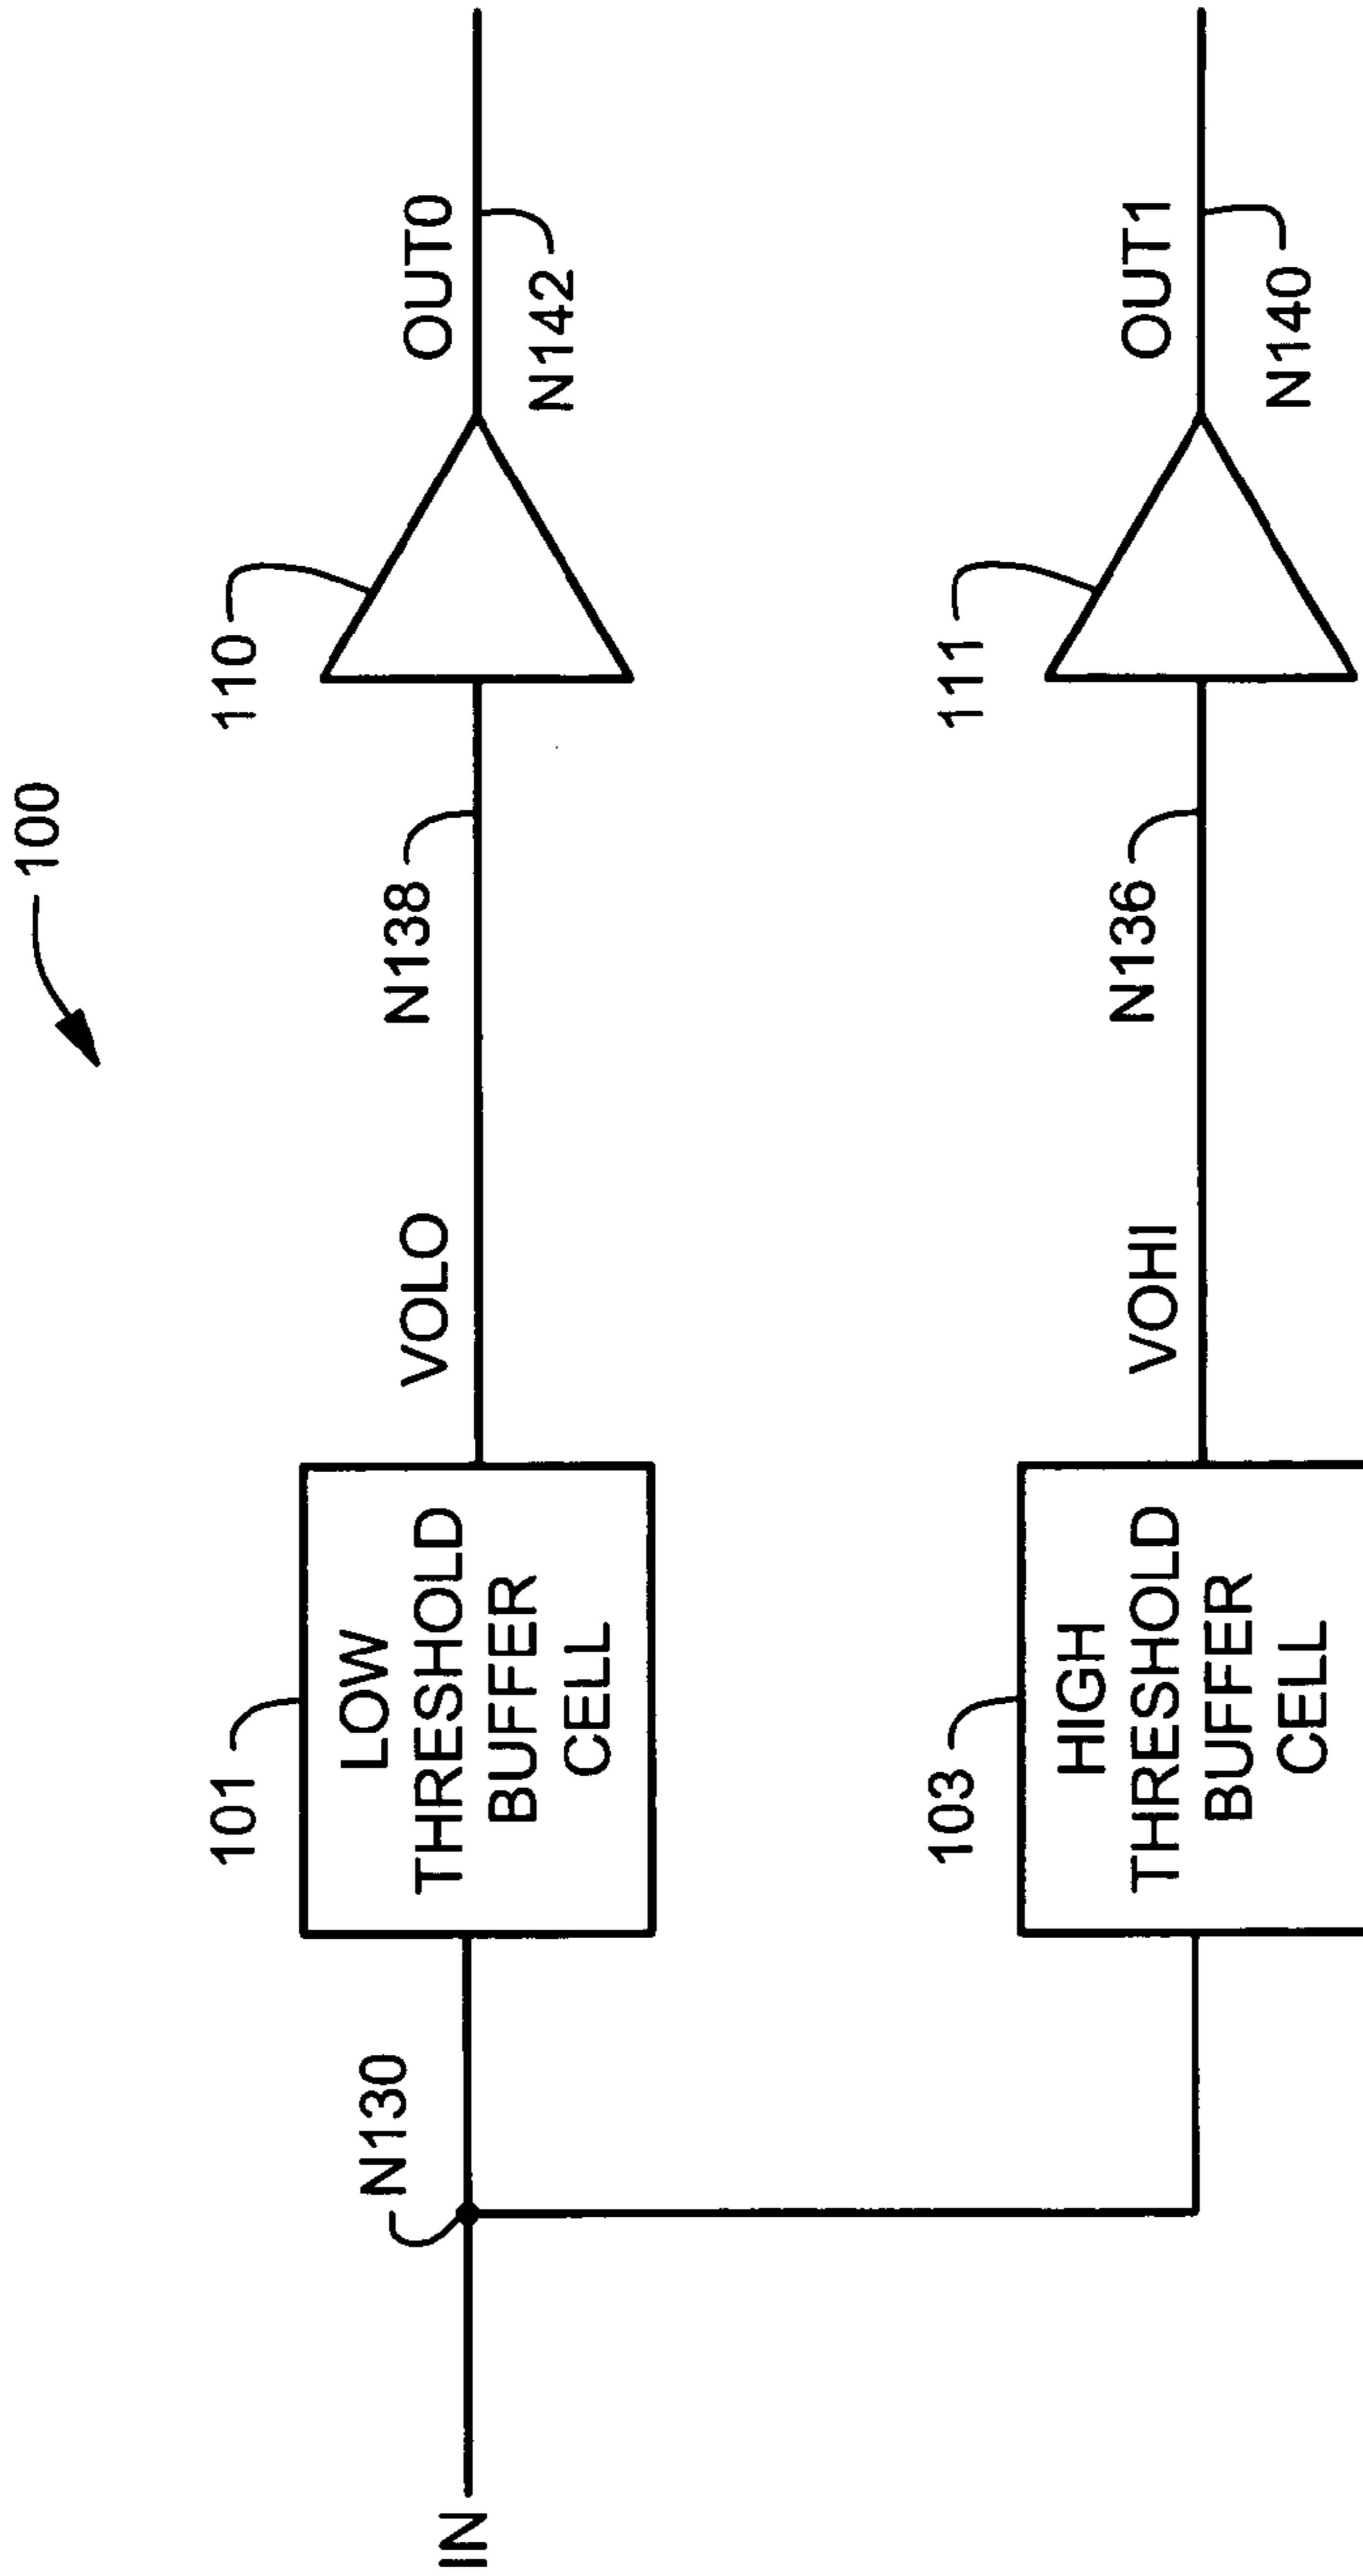 100
IN
N130
101
LOW
THRESHOLD
BUFFER
CELL
VOLO
N138
110
OUT0
N142
103
HIGH
THRESHOLD
BUFFER
CELL
VOHI
N136
111
OUT1
N140